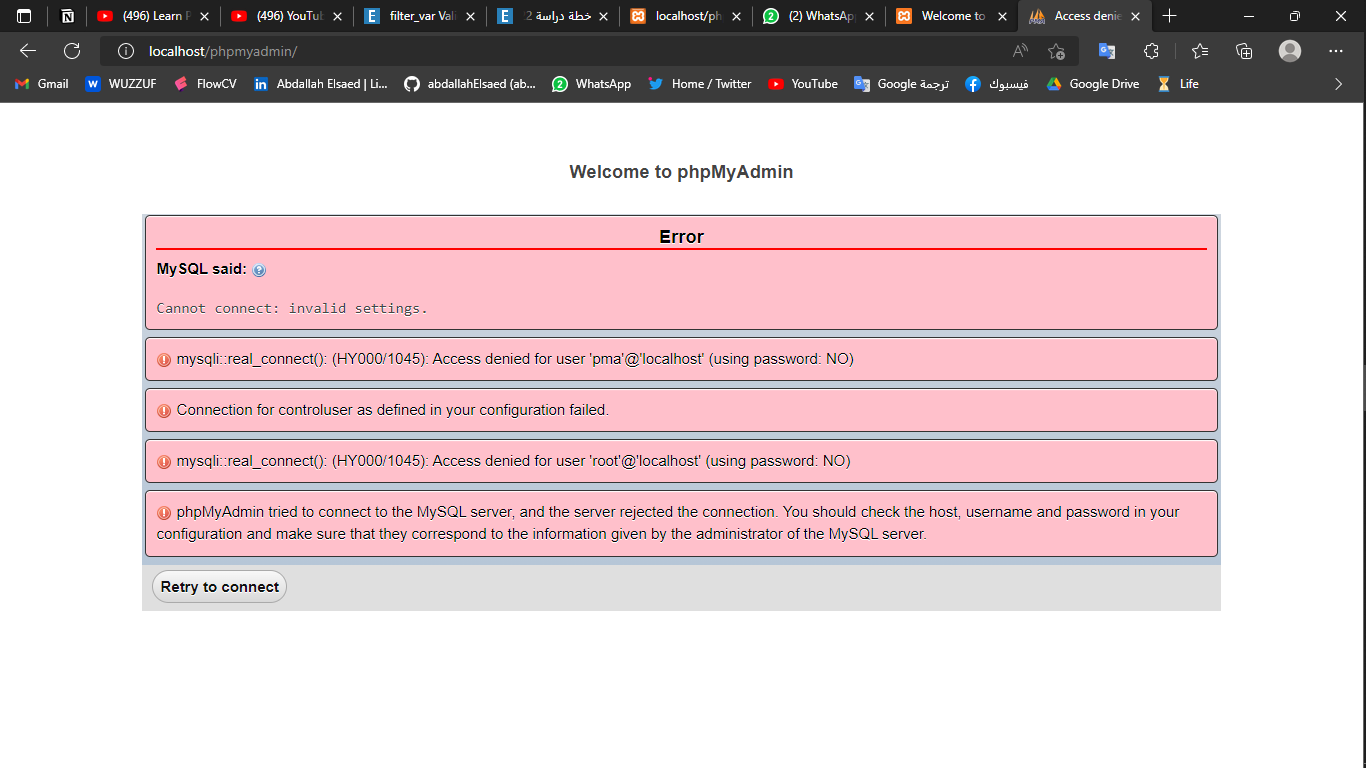 (496) Learn P
(496) YouTu
filter_var Vali
خطة دراسة 2
localhost/ph
(2) WhatsAp
Welcome to
Access denie
localhost/phpmyadmin/
Gmail
WUZZUF
FlowCV
Abdallah Elsaed | Li...
abdallahElsaed (ab...
WhatsApp
Home / Twitter
YouTube
Google ترجمة
فيسبوك
Google Drive
Life
Welcome to phpMyAdmin
Error
MySQL said:
Cannot connect: invalid settings.
mysqli::real_connect(): (HY000/1045): Access denied for user 'pma'@'localhost' (using password: NO)
Connection for controluser as defined in your configuration failed.
mysqli::real_connect(): (HY000/1045): Access denied for user 'root'@'localhost' (using password: NO)
phpMyAdmin tried to connect to the MySQL server, and the server rejected the connection. You should check the host, username and password in your
configuration and make sure that they correspond to the information given by the administrator of the MySQL server.
Retry to connect